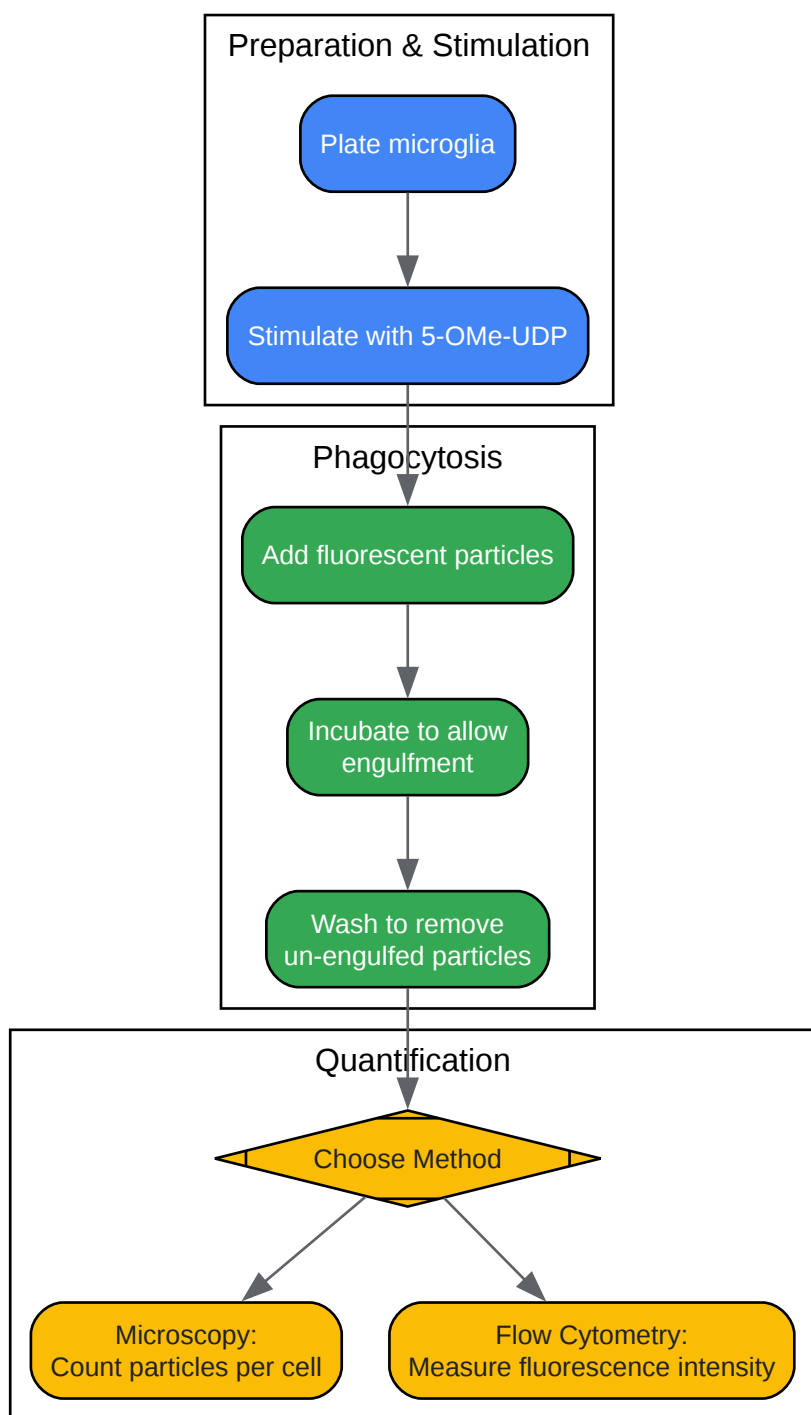 Preparation & Stimulation
Plate microglia
Stimulate with 5-OMe-UDP
Phagocytosis
Add fluorescent particles
Incubate to allow
engulfment
Wash to remove
un-engulfed particles
Quantification
Choose Method
Microscopy:
Count particles per cell
Flow Cytometry:
Measure fluorescence intensity